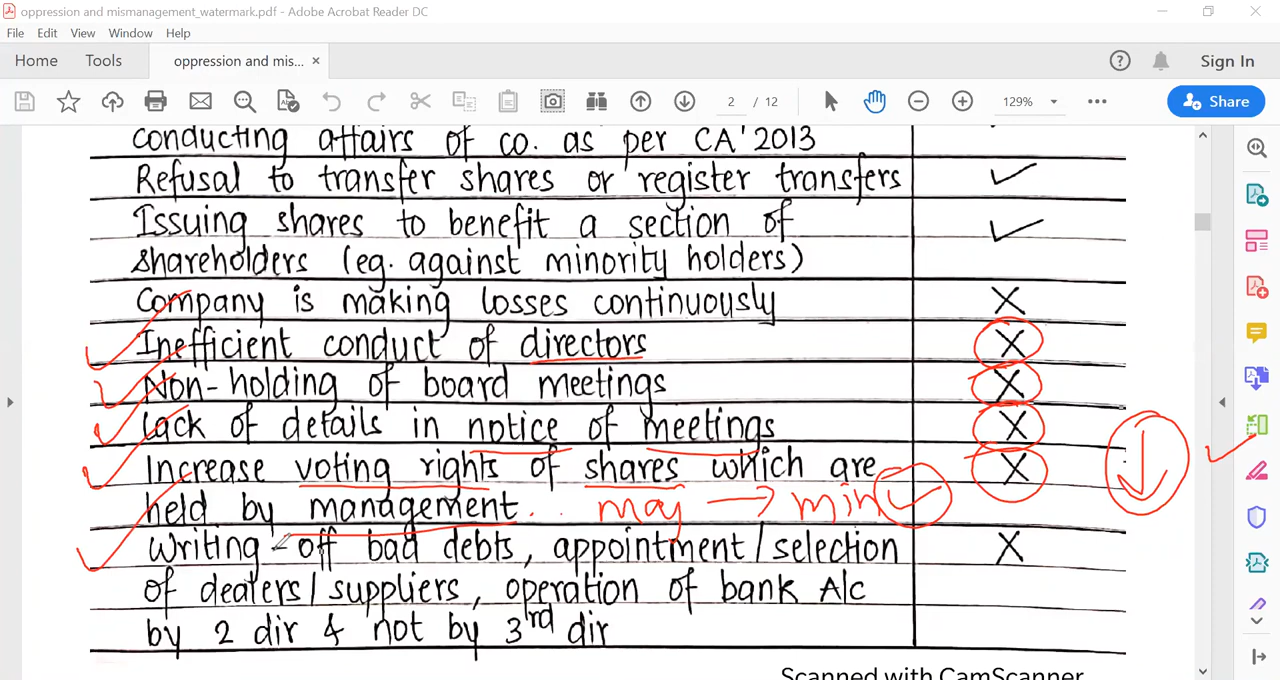 oppression and mismanagement_watermark.pdf - Adobe Acrobat Reader DC
File Edit View Window Help
Home Tools oppression and mis... × Sign In
2 / 12 129% Share
conducting affairs of co. as per CA'2013
Refusal to transfer shares or register transfers
Issuing shares to benefit a section of
shareholders (eg. against minority holders)
Company is making losses continuously
Inefficient conduct of directors
Non-holding of board meetings
Lack of details in notice of meetings
Increase voting rights of shares which are
held by management. maj → min
Writing-off bad debts, appointment/selection
of dealers/suppliers, operation of bank A/c
by 2 dir & not by 3rd dir
Scanned with CamScanner